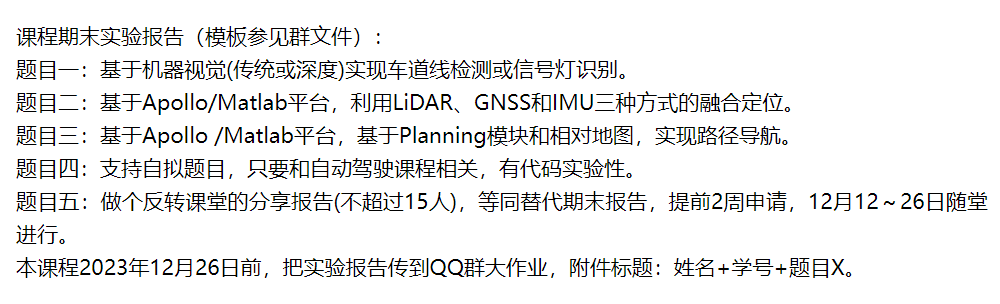 课程期末实验报告（模板参见群文件）:
题目一：基于机器视觉(传统或深度)实现车道线检测或信号灯识别。
题目二：基于Apollo/Matlab平台，利用LiDAR、GNSS和IMU三种方式的融合定位。
题目三：基于Apollo /Matlab平台，基于Planning模块和相对地图，实现路径导航。
题目四：支持自拟题目，只要和自动驾驶课程相关，有代码实验性。
题目五：做个反转课堂的分享报告(不超过15人)，等同替代期末报告，提前2周申请，12月12～26日随堂
进行。
本课程2023年12月26日前，把实验报告传到QQ群大作业，附件标题：姓名+学号+题目X。